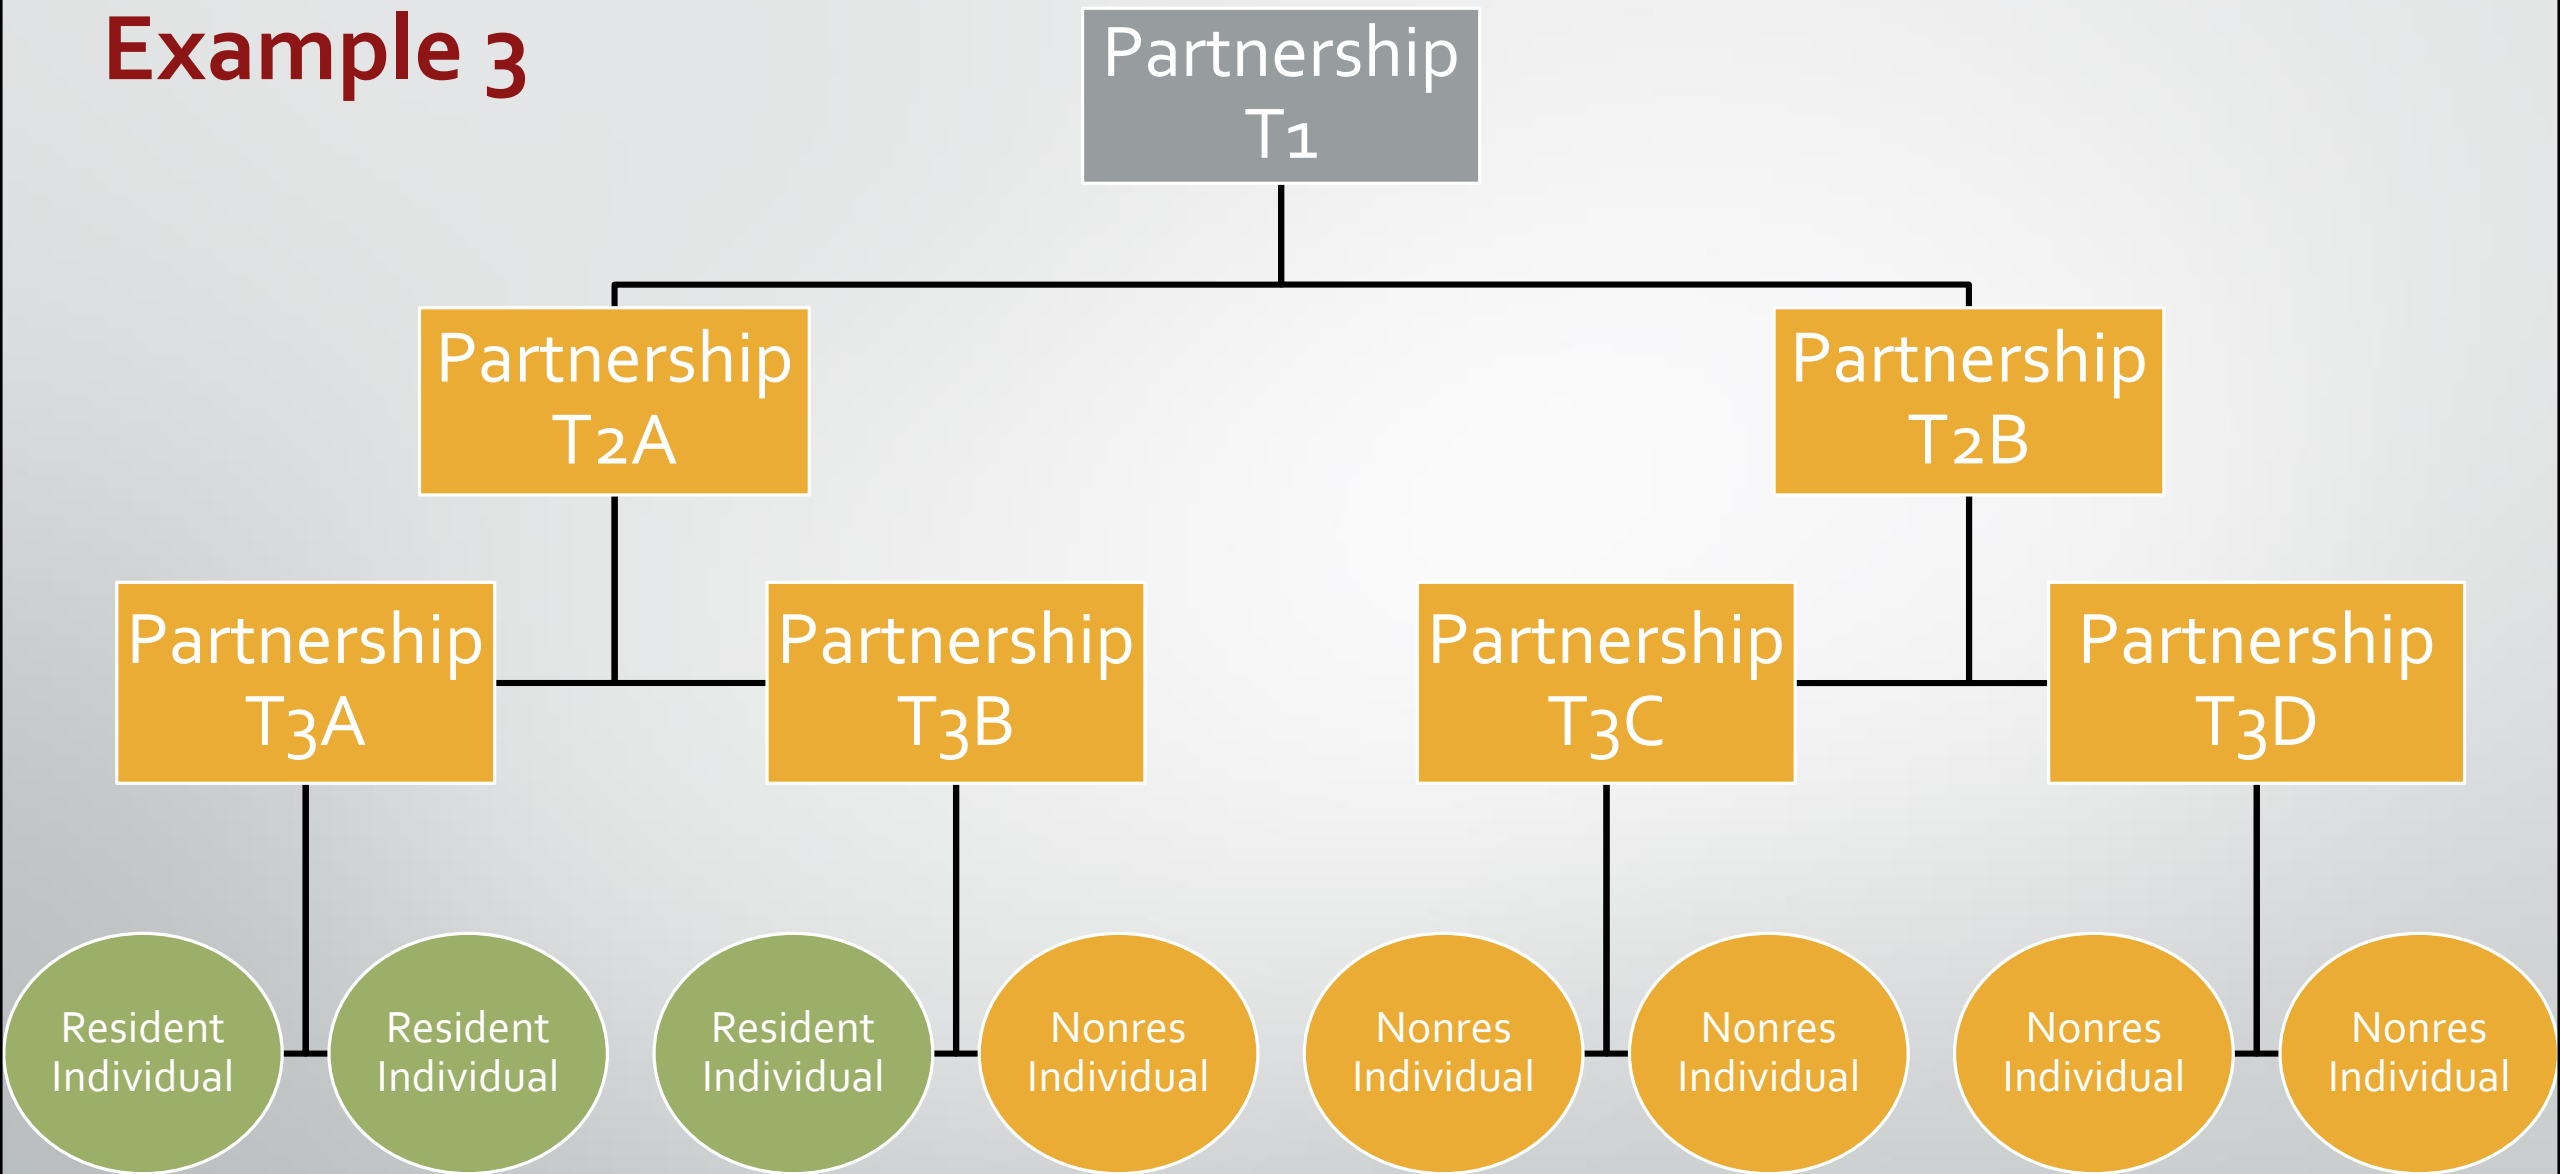 Example 3
Partnership
T1
Partnership
T2A
Partnership
T2B
Partnership
T3A
Partnership
T3B
Partnership
T3C
Partnership
T3D
Resident
Individual
Resident
Individual
Resident
Individual
Nonres
Individual
Nonres
Individual
Nonres
Individual
Nonres
Individual
Nonres
Individual